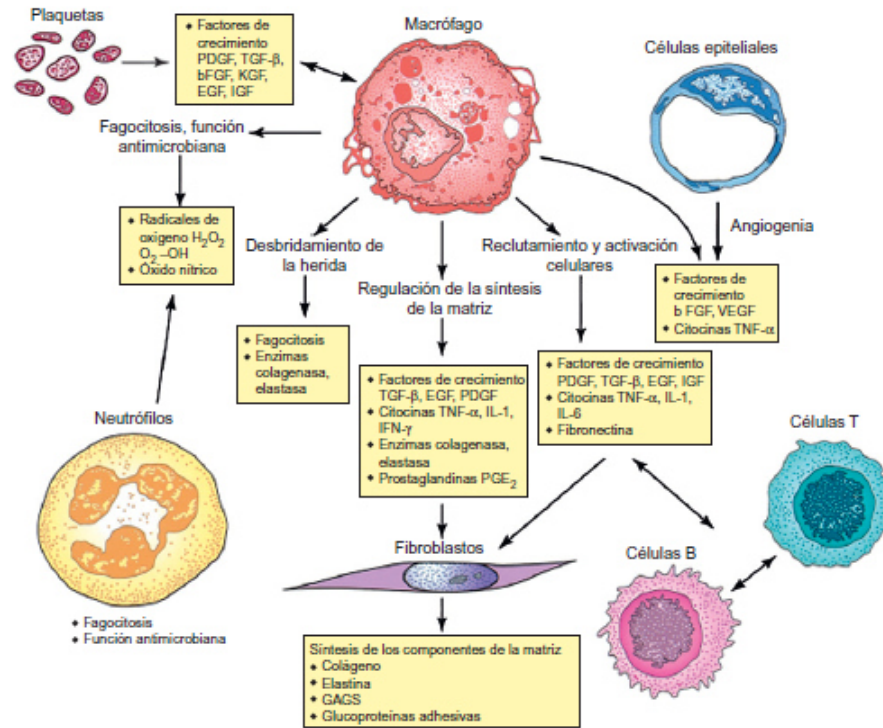 Plaquetas
◆ Factores de
crecimiento
PDGF, TGF-β,
bFGF, KGF,
EGF, IGF
Macrófago
Células epiteliales
Fagocitosis, función
antimicrobiana
◆ Radicales de
oxígeno H₂O₂
O₂–OH
◆ Óxido nítrico
Desbridamiento de
la herida
Regulación de la síntesis
de la matriz
Reclutamiento y activación
celulares
Angiogenia
◆ Factores de
crecimiento
b FGF, VEGF
◆ Citocinas TNF-α
◆ Fagocitosis
◆ Enzimas
colagenasa,
elastasa
◆ Factores de crecimiento
TGF-β, EGF, PDGF
◆ Citocinas TNF-α, IL-1,
IFN-γ
◆ Enzimas colagenasa,
elastasa
◆ Prostaglandinas PGE₂
◆ Factores de crecimiento
PDGF, TGF-β, EGF, IGF
◆ Citocinas TNF-α, IL-1,
IL-6
◆ Fibronectina
Neutrófilos
◆ Fagocitosis
◆ Función antimicrobiana
Células T
Células B
Fibroblastos
Síntesis de los componentes de la matriz
◆ Colágeno
◆ Elastina
◆ GAGS
◆ Glucoproteínas adhesivas